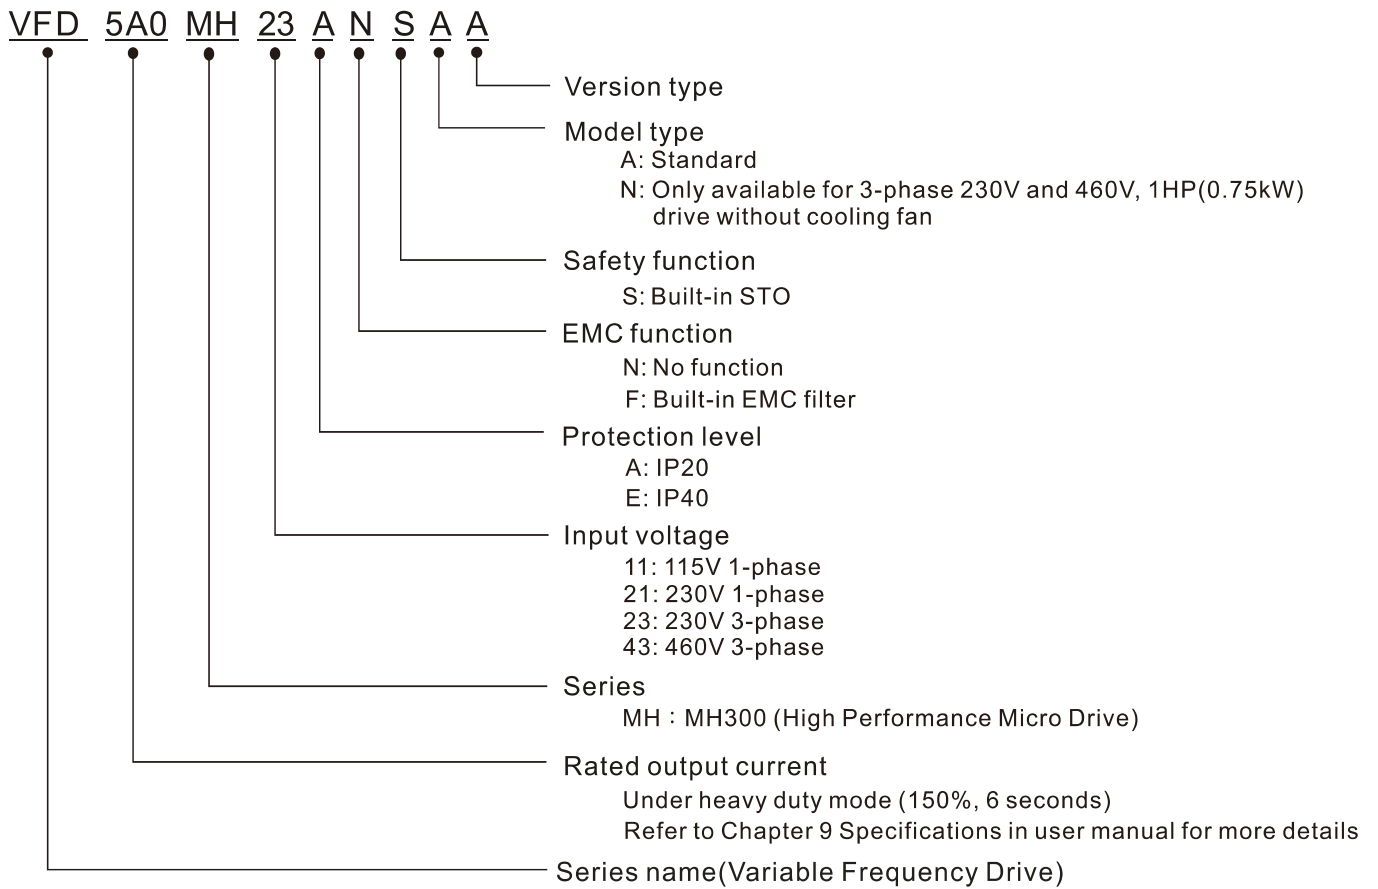 VFD 5A0 MH 23 A N S A A
Version type
Model type
A: Standard
N: Only available for 3-phase 230V and 460V, 1HP(0.75kW)
drive without cooling fan
Safety function
S: Built-in STO
EMC function
N: No function
F: Built-in EMC filter
Protection level
A: IP20
E: IP40
Input voltage
11: 115V 1-phase
21: 230V 1-phase
23: 230V 3-phase
43: 460V 3-phase
Series
MH：MH300 (High Performance Micro Drive)
Rated output current
Under heavy duty mode (150%, 6 seconds)
Refer to Chapter 9 Specifications in user manual for more details
Series name(Variable Frequency Drive)